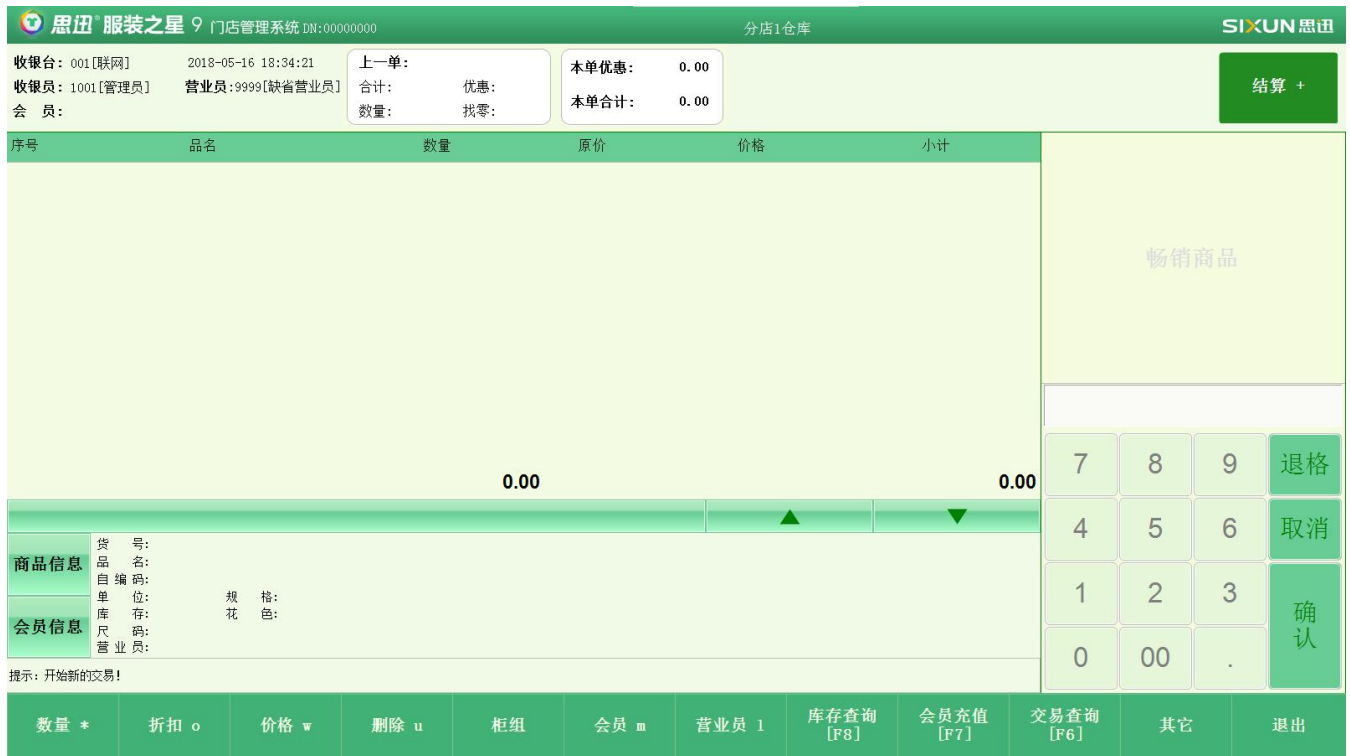 思迅®服装之星 9 门店管理系统 DN:00000000 分店1仓库 SIXUN思迅
收银台: 001[联网] 2018-05-16 18:34:21
收银员: 1001[管理员] 营业员:9999[缺省营业员]
会 员:
上一单:
合计: 优惠:
数量: 找零:
本单优惠: 0.00
本单合计: 0.00
结算 +
序号 品名 数量 原价 价格 小计
0.00 0.00
畅销商品
7 8 9 退格
4 5 6 取消
1 2 3 确认
0 00 .
商品信息
会员信息
货 号:
品 名:
自编码:
单 位: 规 格:
库 存: 花 色:
尺 码:
营业员:
提示: 开始新的交易!
数量 * 折扣 o 价格 w 删除 u 柜组 会员 m 营业员 l 库存查询 [F8] 会员充值 [F7] 交易查询 [F6] 其它 退出